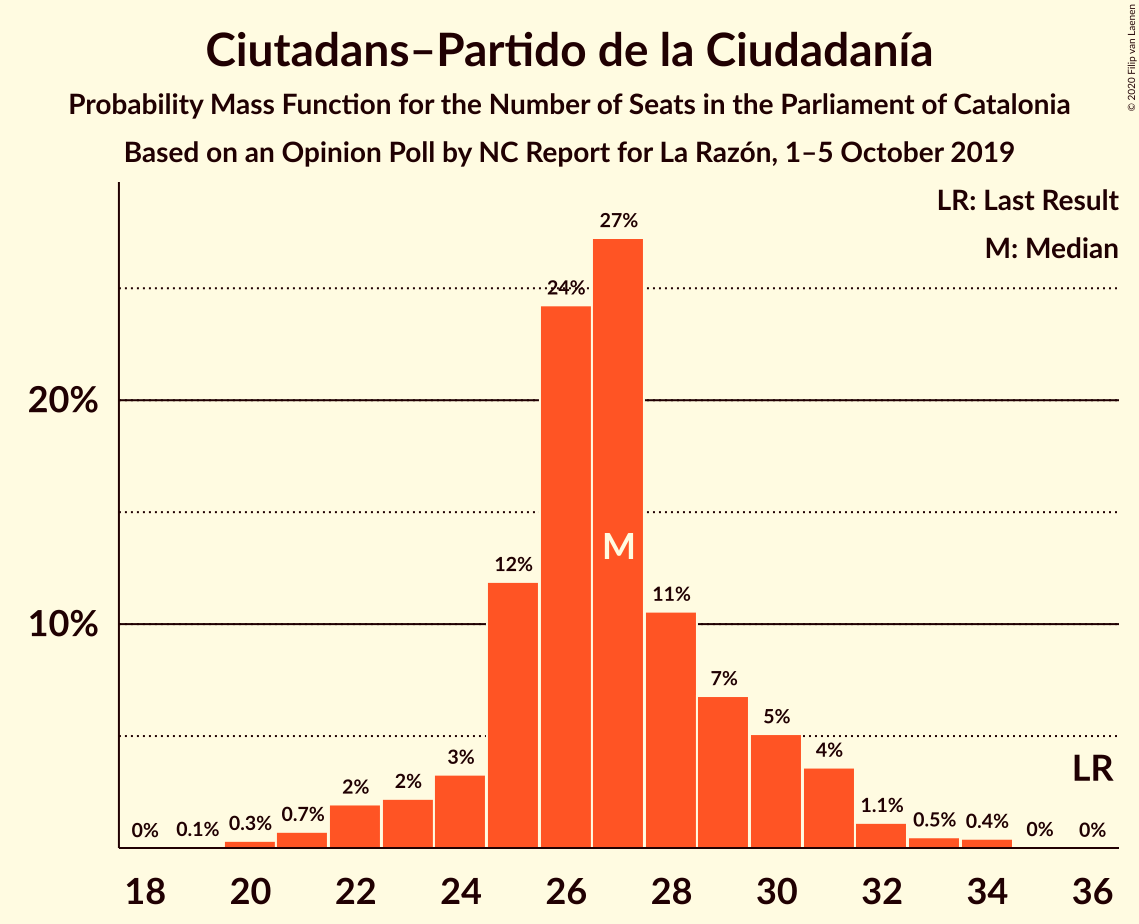 Ciutadans–Partido de la Ciudadanía
Probability Mass Function for the Number of Seats in the Parliament of Catalonia
Based on an Opinion Poll by NC Report for La Razón, 1–5 October 2019
© 2020 Filip van Laenen
LR: Last Result
M: Median
27%
24%
20%
M
12%
11%
10%
7%
5%
4%
3%
LR
2%
2%
1.1%
0.7%
0.5%
0.4%
0.3%
0.1%
0%
0%
0%
18 20 22 24 26 28 30 32 34 36